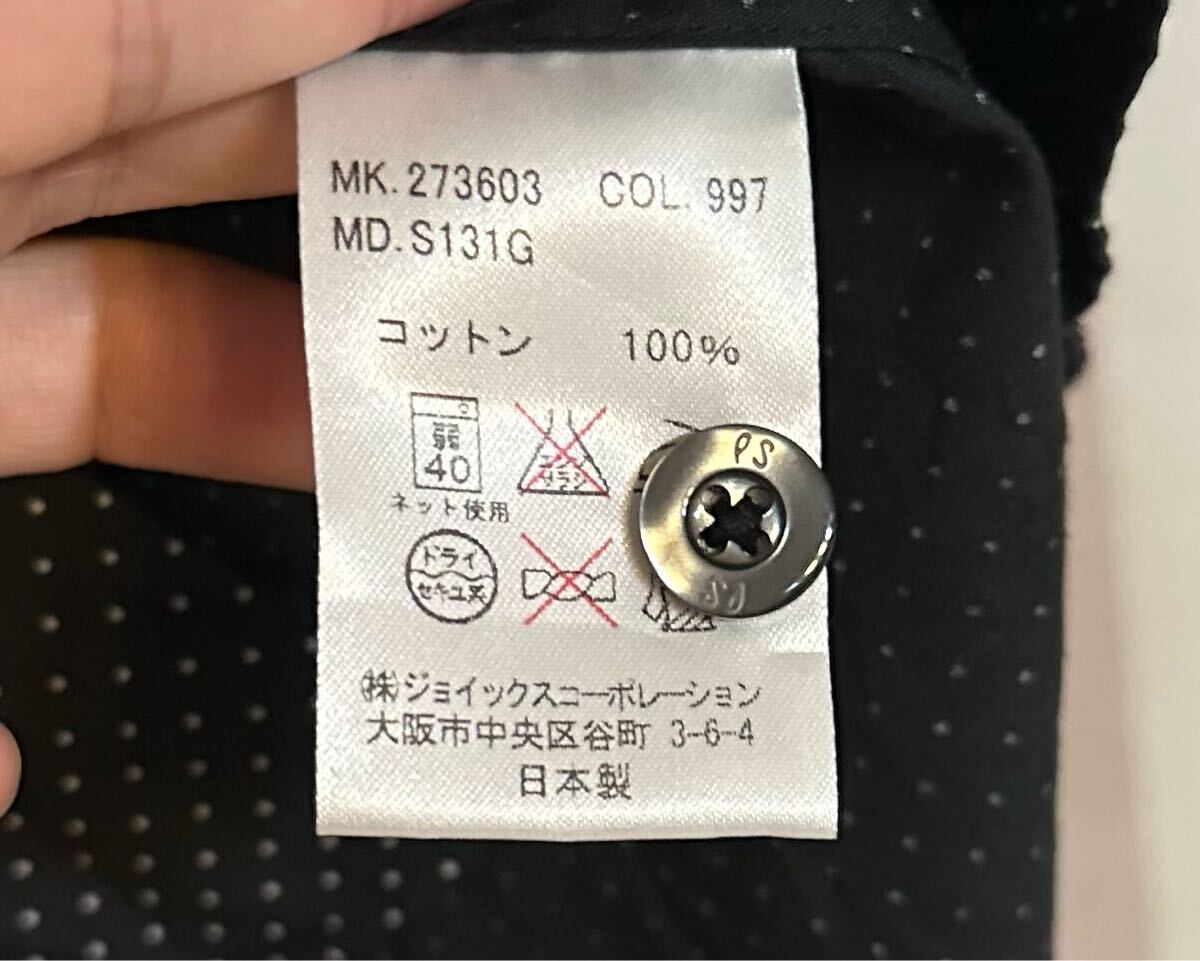 MK. 273603 COL. 997
MD. S131G
コットン 100%
弱
40
ネット使用
PS
PS
ドライ
セキユ系
㈱ジョイックスコーポレーション
大阪市中央区谷町 3-6-4
日本製